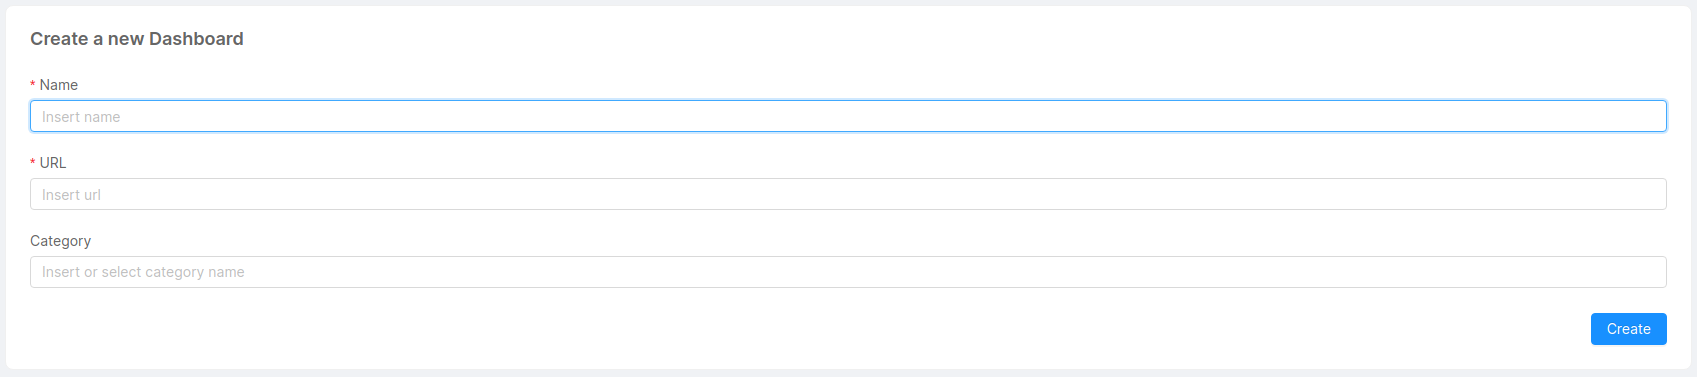 Create a new Dashboard
* Name
Insert name
* URL
Insert url
Category
Insert or select category name
Create